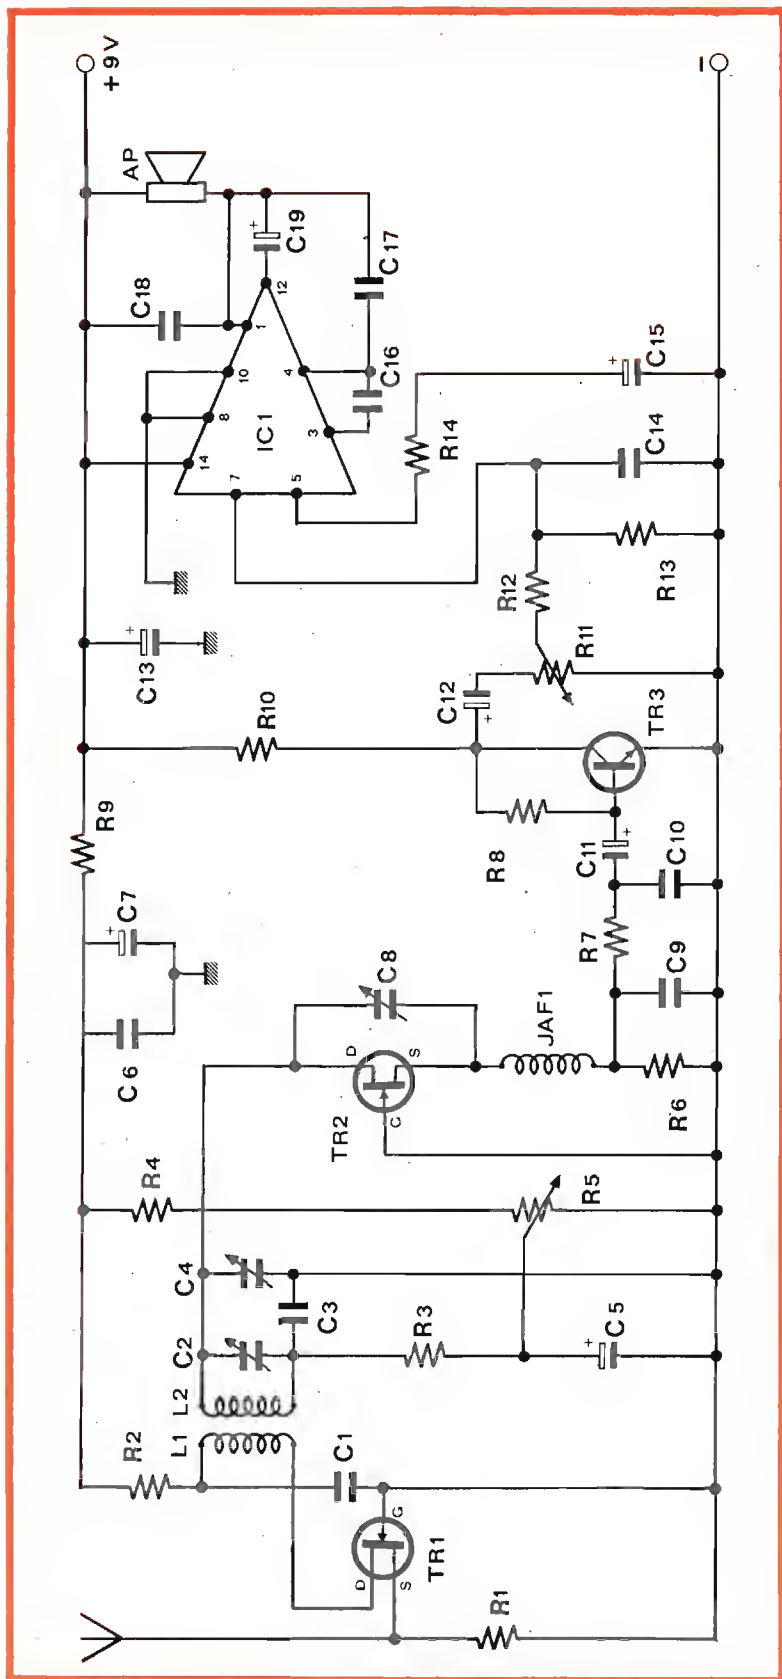 +9V
AP
C18
C19
C17
C16
IC1
14
8
10
1
12
7
5
4
3
R14
C15
C14
R13
R12
R11
C13
C12
R10
TR3
R9
R8
C11
C10
C7
C6
R7
C9
C8
D
S
G
TR2
JAF1
R6
R4
R5
C4
C3
C2
R3
C5
L2
L1
R2
C1
D
G
S
TR1
R1
–